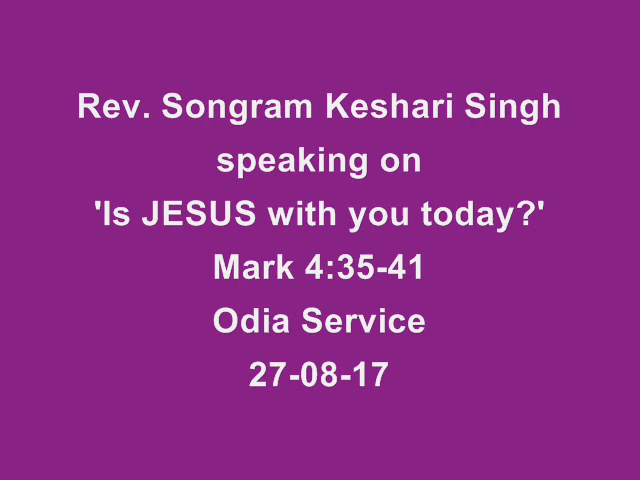 Rev. Songram Keshari Singh
speaking on
'Is JESUS with you today?'
Mark 4:35-41
Odia Service
27-08-17